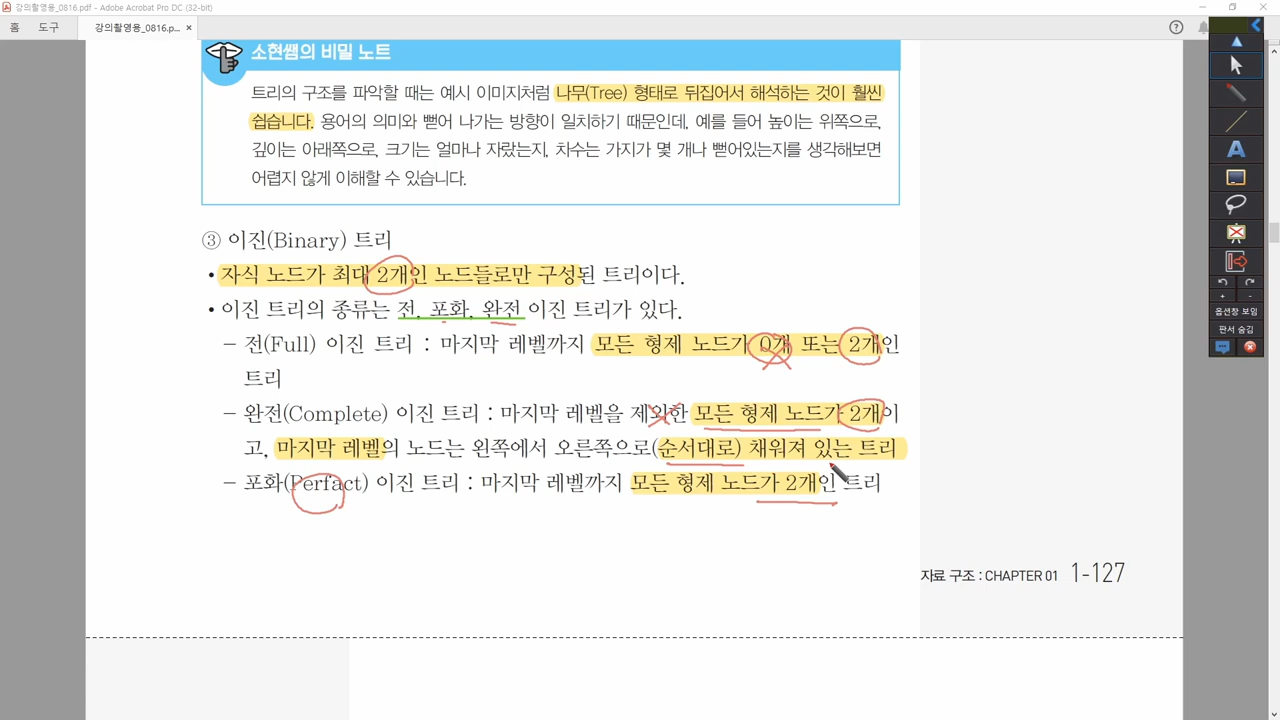 강의촬영용_0816.pdf - Adobe Acrobat Pro DC (32-bit)
홈 도구 강의촬영용_0816.p... ×
소현쌤의 비밀 노트
트리의 구조를 파악할 때는 예시 이미지처럼 나무(Tree) 형태로 뒤집어서 해석하는 것이 훨씬
쉽습니다. 용어의 의미와 뻗어 나가는 방향이 일치하기 때문인데, 예를 들어 높이는 위쪽으로,
깊이는 아래쪽으로, 크기는 얼마나 자랐는지, 차수는 가지가 몇 개나 뻗어있는지를 생각해보면
어렵지 않게 이해할 수 있습니다.
③ 이진(Binary) 트리
• 자식 노드가 최대 2개인 노드들로만 구성된 트리이다.
• 이진 트리의 종류는 전, 포화, 완전 이진 트리가 있다.
– 전(Full) 이진 트리 : 마지막 레벨까지 모든 형제 노드가 0개 또는 2개인
트리
– 완전(Complete) 이진 트리 : 마지막 레벨을 제외한 모든 형제 노드가 2개이
고, 마지막 레벨의 노드는 왼쪽에서 오른쪽으로(순서대로) 채워져 있는 트리
– 포화(Perfact) 이진 트리 : 마지막 레벨까지 모든 형제 노드가 2개인 트리
자료 구조 : CHAPTER 01 1-127
옵션창 보임
판서 숨김